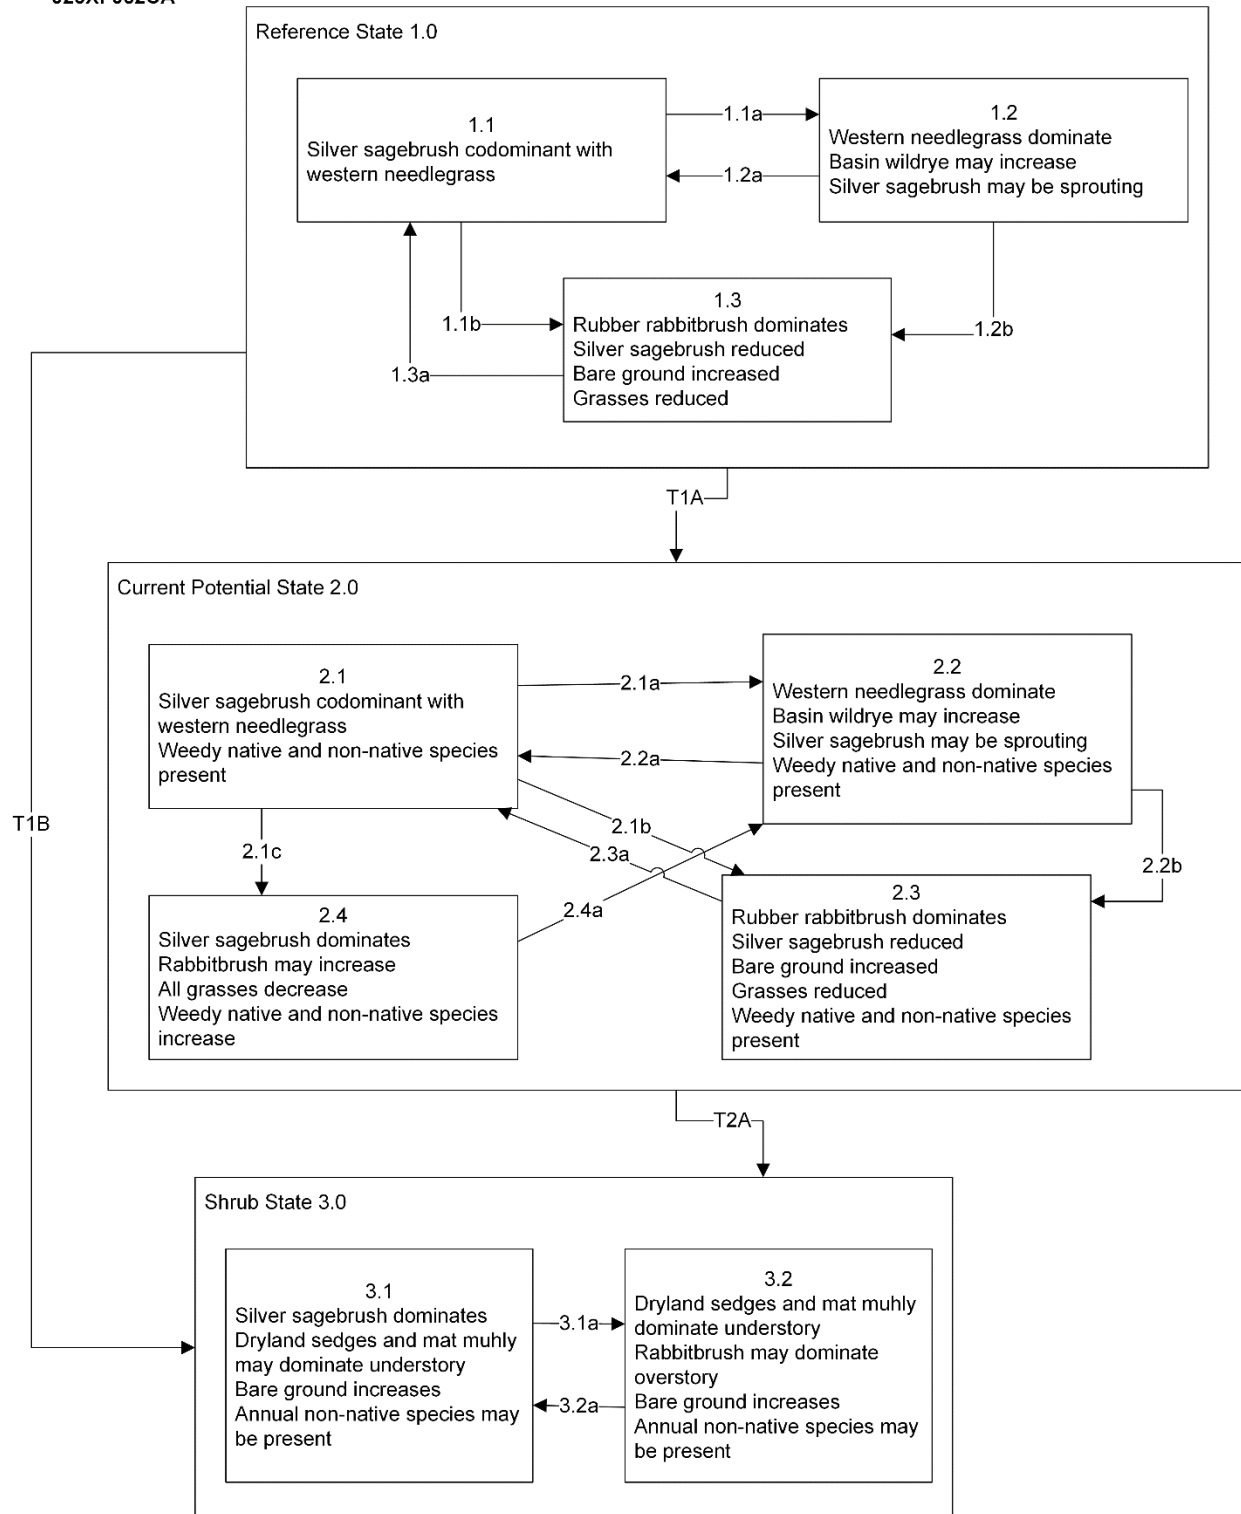 Reference State 1.0
1.1
Silver sagebrush codominant with
western needlegrass
1.1a
1.2a
1.2
Western needlegrass dominate
Basin wildrye may increase
Silver sagebrush may be sprouting
1.1b
1.3a
1.3
Rubber rabbitbrush dominates
Silver sagebrush reduced
Bare ground increased
Grasses reduced
1.2b
T1A
T1B
Current Potential State 2.0
2.1
Silver sagebrush codominant with
western needlegrass
Weedy native and non-native species
present
2.1a
2.2a
2.2
Western needlegrass dominate
Basin wildrye may increase
Silver sagebrush may be sprouting
Weedy native and non-native species
present
2.1b
2.3a
2.1c
2.4a
2.2b
2.4
Silver sagebrush dominates
Rabbitbrush may increase
All grasses decrease
Weedy native and non-native species
increase
2.3
Rubber rabbitbrush dominates
Silver sagebrush reduced
Bare ground increased
Grasses reduced
Weedy native and non-native species
present
T2A
Shrub State 3.0
3.1
Silver sagebrush dominates
Dryland sedges and mat muhly
may dominate understory
Bare ground increases
Annual non-native species may
be present
3.1a
3.2a
3.2
Dryland sedges and mat muhly
dominate understory
Rabbitbrush may dominate
overstory
Bare ground increases
Annual non-native species may
be present